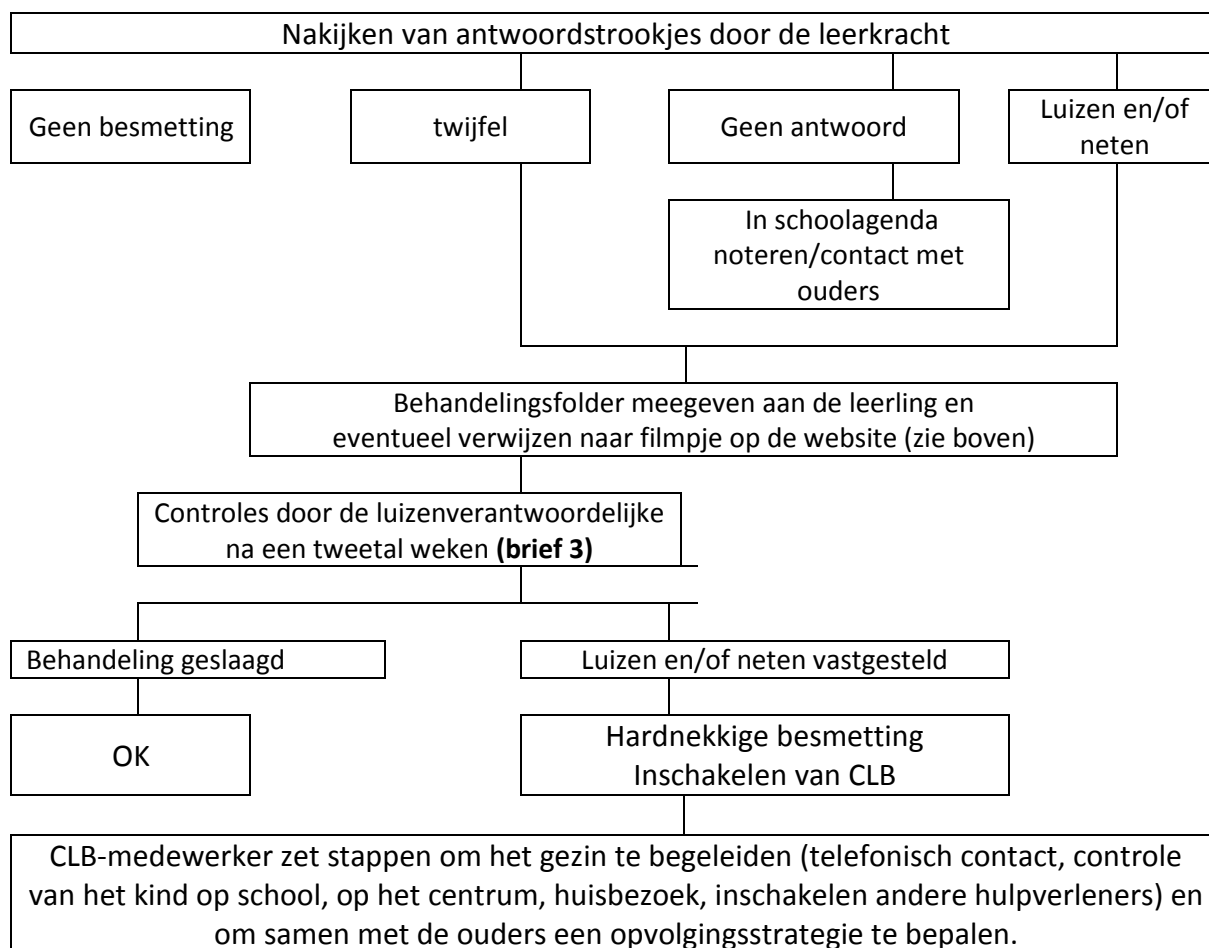 Nakijken van antwoordstrookjes door de leerkracht
Geen besmetting
twijfel
Geen antwoord
Luizen en/of
neten
In schoolagenda
noteren/contact met
ouders
Behandelingsfolder meegeven aan de leerling en
eventueel verwijzen naar filmpje op de website (zie boven)
Controles door de luizenverantwoordelijke
na een tweetal weken (brief 3)
Behandeling geslaagd
Luizen en/of neten vastgesteld
OK
Hardnekkige besmetting
Inschakelen van CLB
CLB-medewerker zet stappen om het gezin te begeleiden (telefonisch contact, controle
van het kind op school, op het centrum, huisbezoek, inschakelen andere hulpverleners) en
om samen met de ouders een opvolgingsstrategie te bepalen.